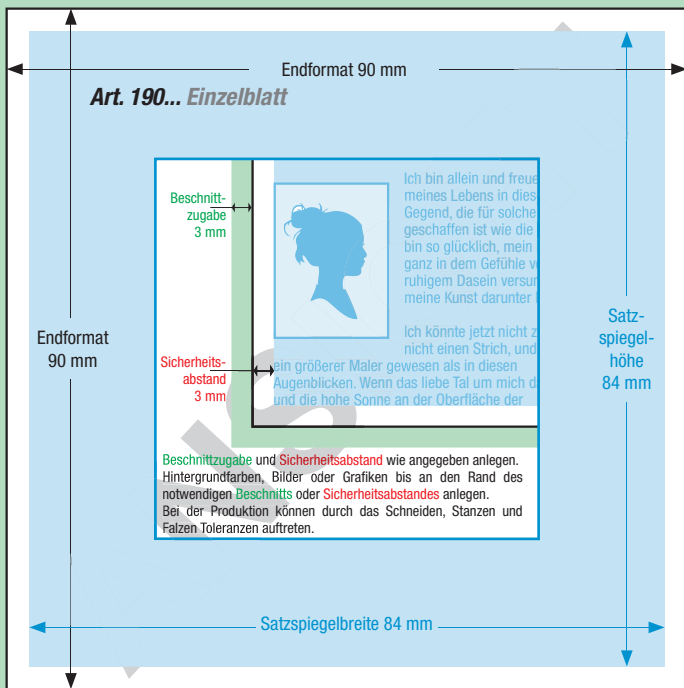 Endformat 90 mm
Art. 190... Einzelblatt
Beschnitt-
zugabe
3 mm
Ich bin allein und freue
meines Lebens in dies
Gegend, die für solche
geschaffen ist wie die
bin so glücklich, mein
ganz in dem Gefühle v
ruhigem Dasein versun
meine Kunst darunter
Ich könnte jetzt nicht z
nicht einen Strich, und
ein größerer Maler gewesen als in diesen
Augenblicken. Wenn das liebe Tal um mich d
und die hohe Sonne an der Oberfläche der
Endformat
90 mm
Sicherheits-
abstand
3 mm
Satz-
spiegel-
höhe
84 mm
Beschnittzugabe und Sicherheitsabstand wie angegeben anlegen.
Hintergrundfarben, Bilder oder Grafiken bis an den Rand des
notwendigen Beschnitts oder Sicherheitsabstandes anlegen.
Bei der Produktion können durch das Schneiden, Stanzen und
Falzen Toleranzen auftreten.
Satzspiegelbreite 84 mm